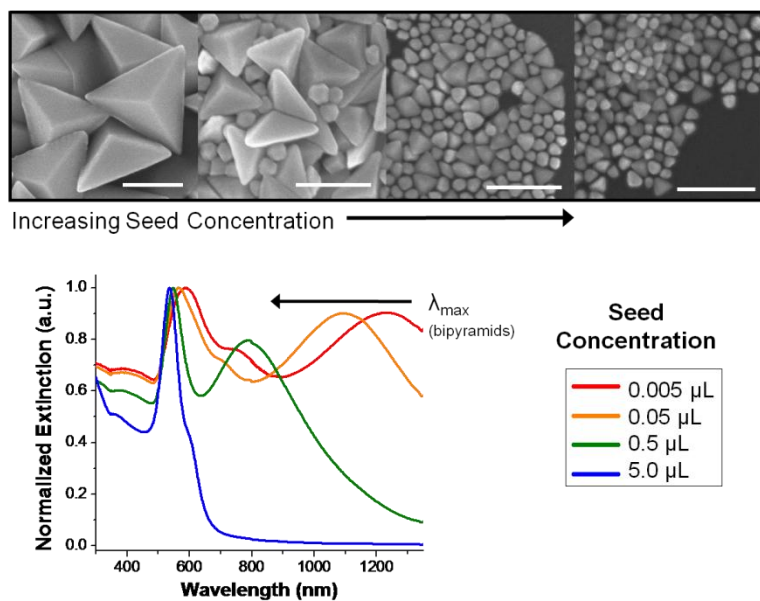 Increasing Seed Concentration
Normalized Extinction (a.u.)
1.0
0.8
0.6
0.4
0.2
0.0
400
600
800
1000
1200
Wavelength (nm)
λmax
(bipyramids)
Seed
Concentration
0.005 µL
0.05 µL
0.5 µL
5.0 µL